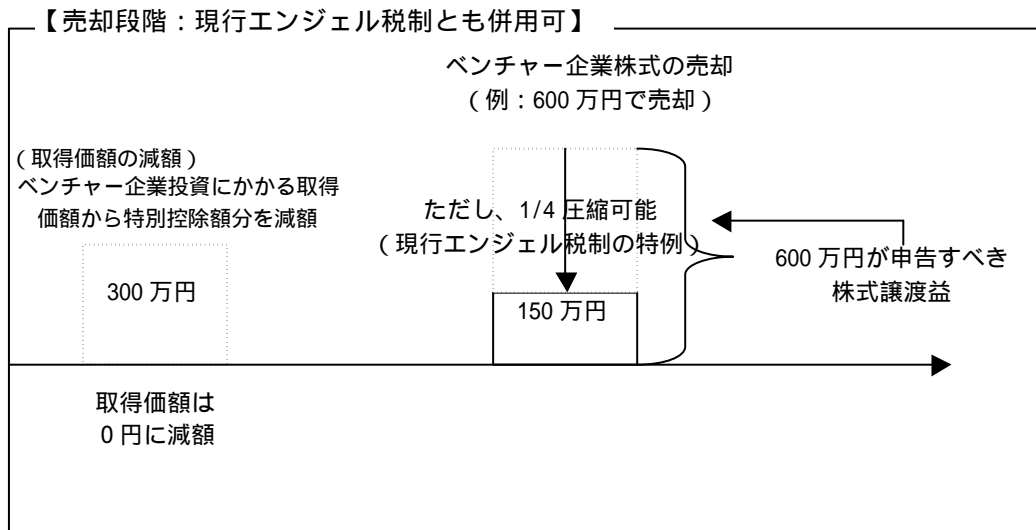 【売却段階：現行エンジェル税制とも併用可】
ベンチャー企業株式の売却
（例：600 万円で売却）
（取得価額の減額）
ベンチャー企業投資にかかる取得
価額から特別控除額分を減額
ただし、1/4 圧縮可能
（現行エンジェル税制の特例）
600 万円が申告すべき
株式譲渡益
300 万円
150 万円
取得価額は
0 円に減額